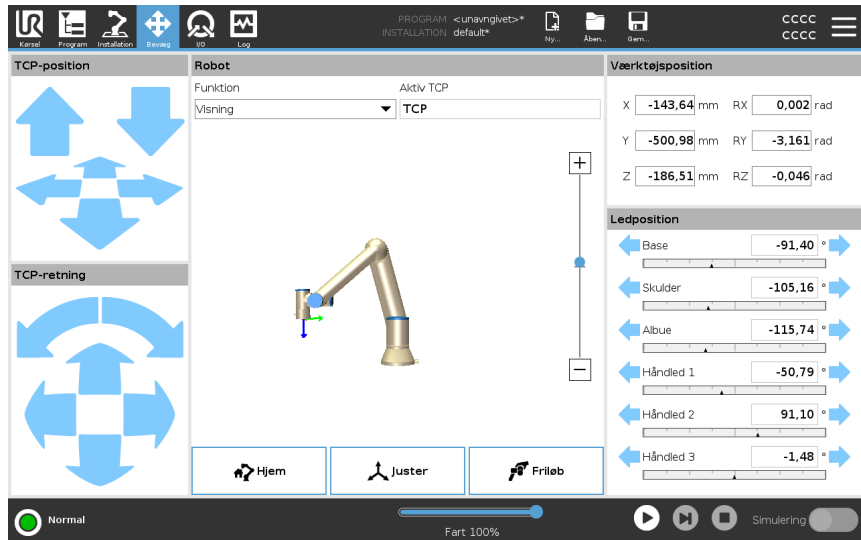 UR
Kørsel
Program
Installation
Bevæg
I/O
Log
PROGRAM <unavngivet>*
INSTALLATION default*
Ny...
Åben...
Gem...
CCCC
CCCC
TCP-position
TCP-retning
Robot
Funktion
Aktiv TCP
Visning
TCP
+
−
Hjem
Juster
Friløb
Værktøjsposition
X -143,64 mm RX 0,002 rad
Y -500,98 mm RY -3,161 rad
Z -186,51 mm RZ -0,046 rad
Ledposition
Base -91,40 °
Skulder -105,16 °
Albue -115,74 °
Håndled 1 -50,79 °
Håndled 2 91,10 °
Håndled 3 -1,48 °
Normal
Fart 100%
Simulering